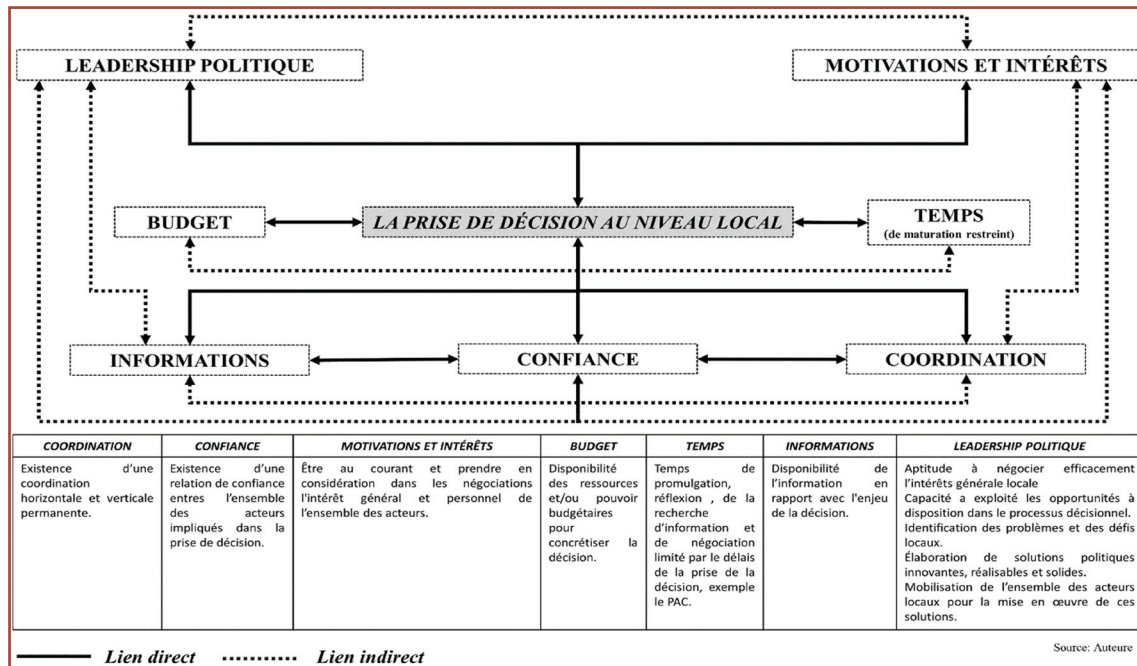 LEADERSHIP POLITIQUE
MOTIVATIONS ET INTÉRÊTS
BUDGET
LA PRISE DE DÉCISION AU NIVEAU LOCAL
TEMPS
(de maturation restreint)
INFORMATIONS
CONFIANCE
COORDINATION
COORDINATION
Existence d'une
coordination
horizontale et verticale
permanente.
CONFIANCE
Existence d'une
relation de confiance
entres l'ensemble
des acteurs
impliqués dans la
prise de décision.
MOTIVATIONS ET INTÉRÊTS
Être au courant et prendre en
considération dans les négociations
l'intérêt général et personnel de
l'ensemble des acteurs.
BUDGET
Disponibilité
des ressources
et/ou pouvoir
budgétaires
pour
concrétiser la
décision.
TEMPS
Temps de
promulgation,
réflexion , de la
recherche
d'information et
de négociation
limité par le délais
de la prise de la
décision, exemple
le PAC.
INFORMATIONS
Disponibilité de
l'information en
rapport avec l'enjeu
de la décision.
LEADERSHIP POLITIQUE
Aptitude à négocier efficacement
l'intérêts générale locale
Capacité a exploité les opportunités à
disposition dans le processus décisionnel.
Identification des problèmes et des défis
locaux.
Élaboration de solutions politiques
innovantes, réalisables et solides.
Mobilisation de l'ensemble des acteurs
locaux pour la mise en œuvre de ces
solutions.
Lien direct
Lien indirect
Source: Auteure